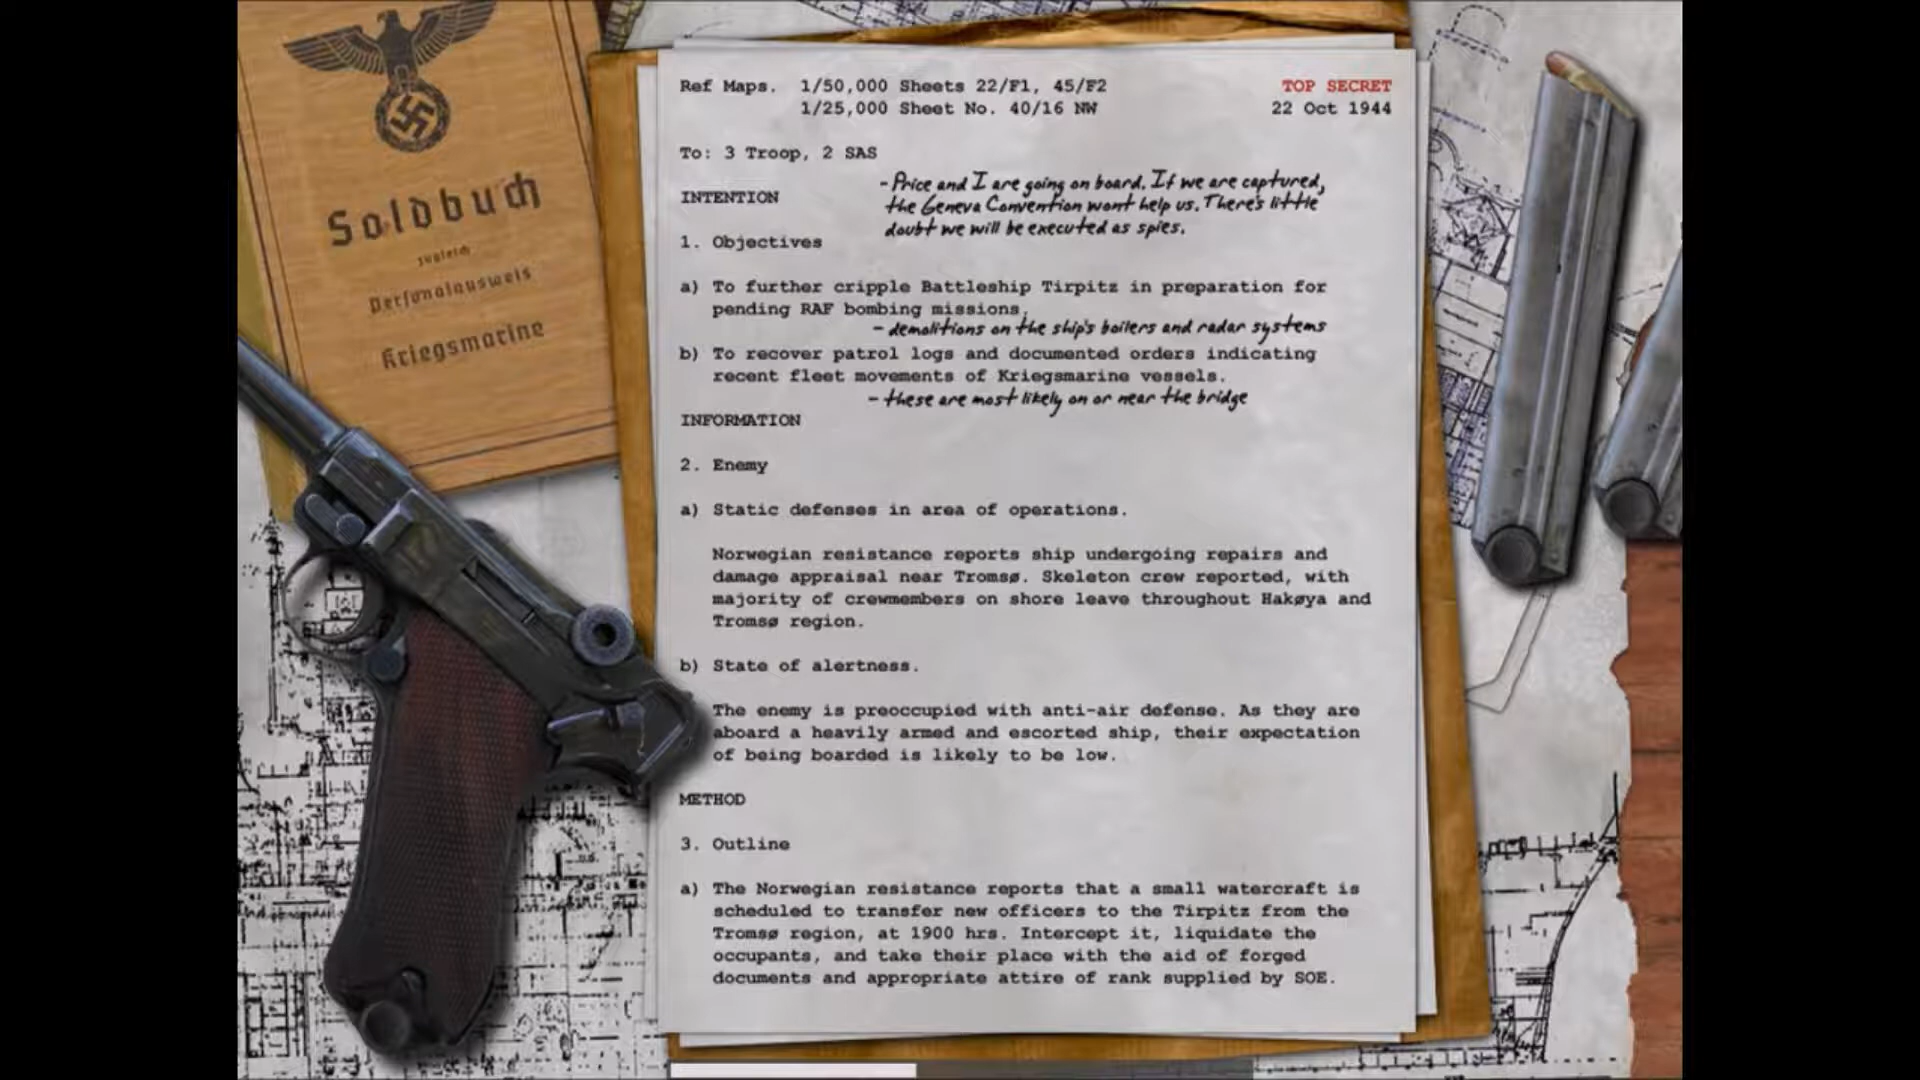 Soldbuch
zugleich
Personalausweis
Kriegsmarine
Ref Maps. 1/50,000 Sheets 22/F1, 45/F2
1/25,000 Sheet No. 40/16 NW
TOP SECRET
22 Oct 1944
To: 3 Troop, 2 SAS
- Price and I are going on board. If we are captured,
the Geneva Convention wont help us. There's little
doubt we will be executed as spies.
INTENTION
1. Objectives
a) To further cripple Battleship Tirpitz in preparation for
pending RAF bombing missions.
- demolitions on the ship's boilers and radar systems
b) To recover patrol logs and documented orders indicating
recent fleet movements of Kriegsmarine vessels.
- these are most likely on or near the bridge
INFORMATION
2. Enemy
a) Static defenses in area of operations.
Norwegian resistance reports ship undergoing repairs and
damage appraisal near Tromsø. Skeleton crew reported, with
majority of crewmembers on shore leave throughout Hakøya and
Tromsø region.
b) State of alertness.
The enemy is preoccupied with anti-air defense. As they are
aboard a heavily armed and escorted ship, their expectation
of being boarded is likely to be low.
METHOD
3. Outline
a) The Norwegian resistance reports that a small watercraft is
scheduled to transfer new officers to the Tirpitz from the
Tromsø region, at 1900 hrs. Intercept it, liquidate the
occupants, and take their place with the aid of forged
documents and appropriate attire of rank supplied by SOE.